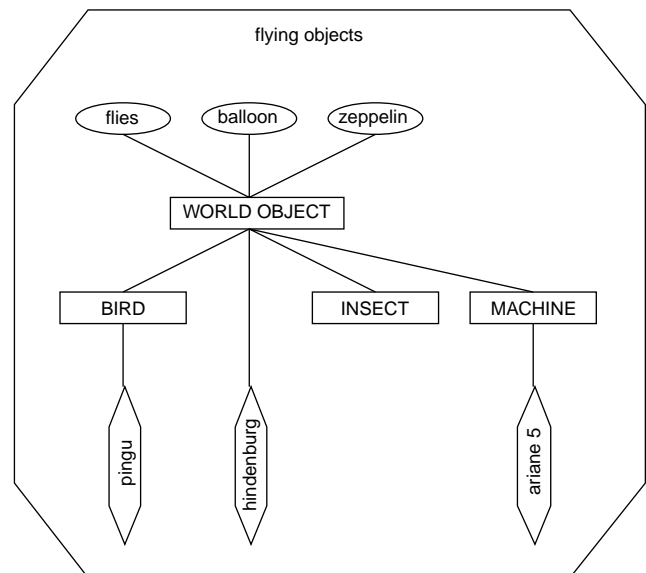 flying objects
flies balloon zeppelin
WORLD OBJECT
BIRD INSECT MACHINE
pingu hindenburg ariane 5